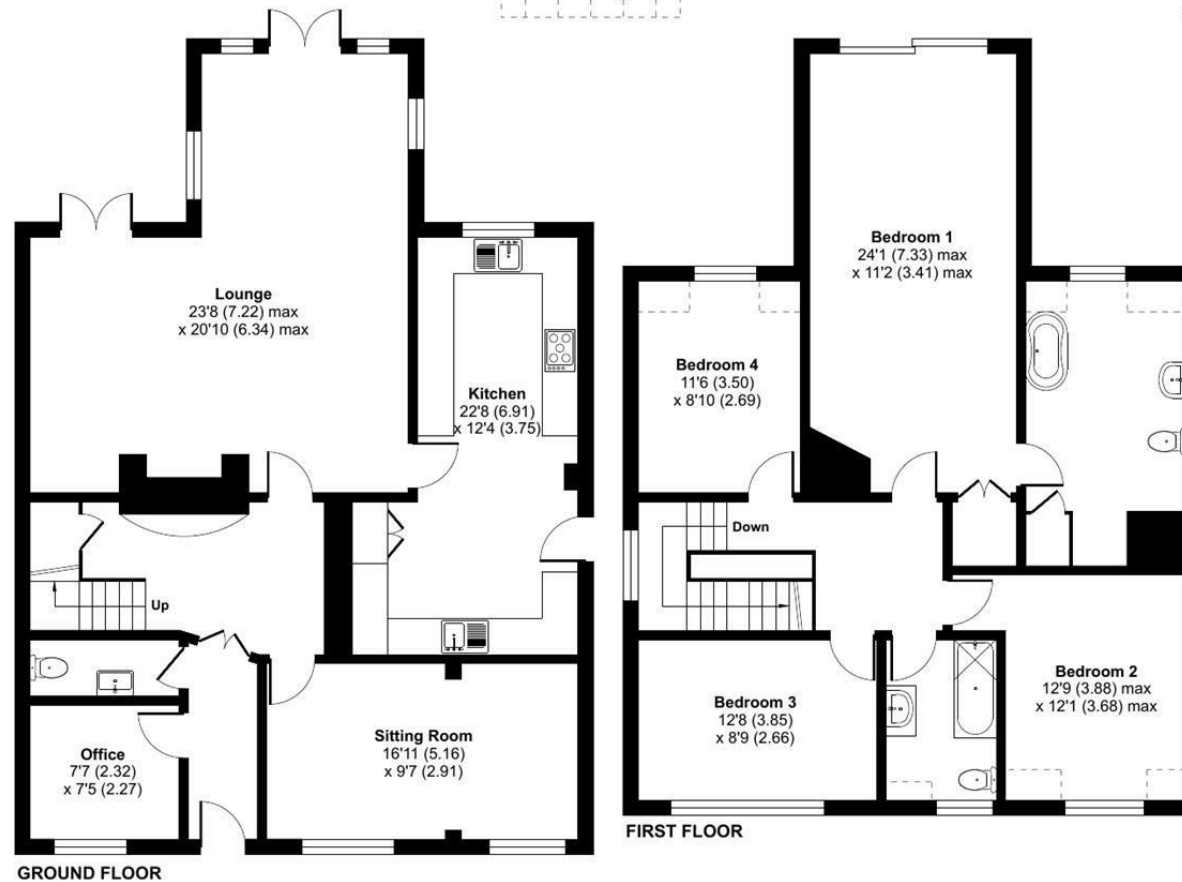 Lounge
23'8 (7.22) max
x 20'10 (6.34) max
Kitchen
22'8 (6.91)
x 12'4 (3.75)
Up
Office
7'7 (2.32)
x 7'5 (2.27)
Sitting Room
16'11 (5.16)
x 9'7 (2.91)
GROUND FLOOR
Bedroom 1
24'1 (7.33) max
x 11'2 (3.41) max
Bedroom 4
11'6 (3.50)
x 8'10 (2.69)
Down
Bedroom 3
12'8 (3.85)
x 8'9 (2.66)
Bedroom 2
12'9 (3.88) max
x 12'1 (3.68) max
FIRST FLOOR